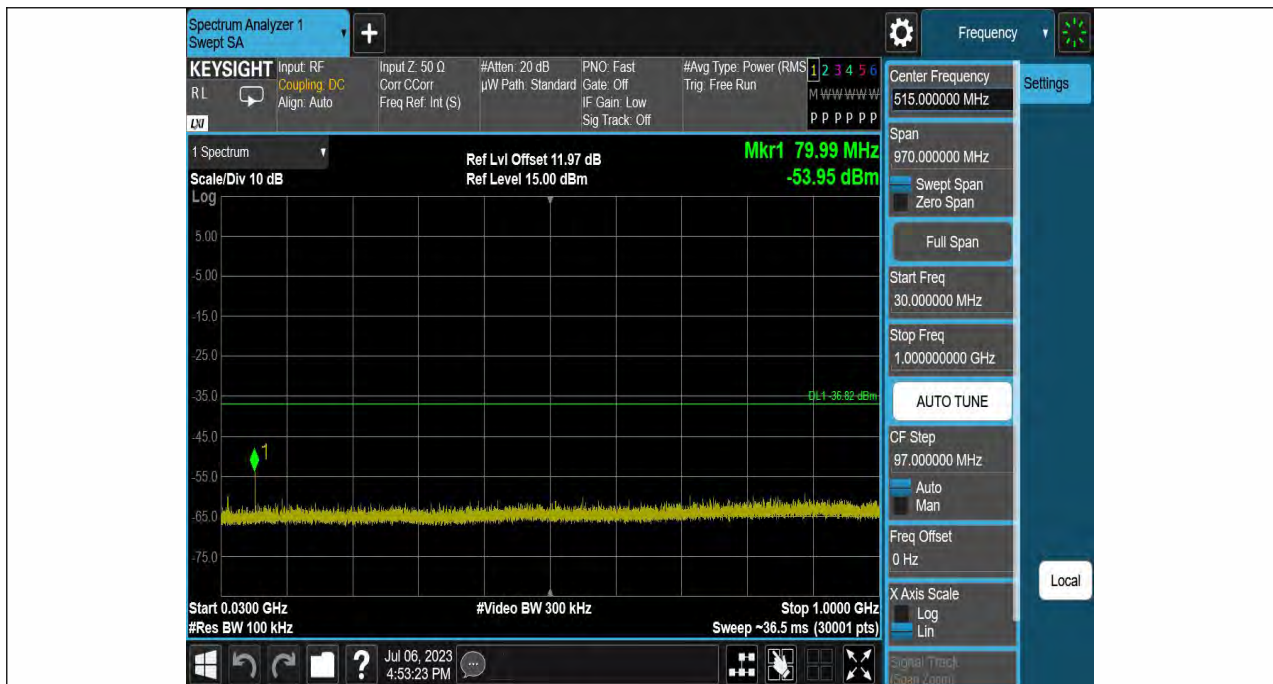 Spectrum Analyzer 1
Swept SA
+
Frequency
KEYSIGHT
RL
LXI
Input: RF
Coupling: DC
Align: Auto
Input Z: 50 Ω
Corr CCorr
Freq Ref: Int (S)
#Atten: 20 dB
µW Path: Standard
PNO: Fast
Gate: Off
IF Gain: Low
Sig Track: Off
#Avg Type: Power (RMS
Trig: Free Run
1 2 3 4 5 6
M W W W W W
P P P P P P
1 Spectrum
Scale/Div 10 dB
Ref Lvl Offset 11.97 dB
Ref Level 15.00 dBm
Mkr1 79.99 MHz
-53.95 dBm
Log
5.00
-5.00
-15.0
-25.0
-35.0
DL1 -36.82 dBm
-45.0
1
-55.0
-65.0
-75.0
Start 0.0300 GHz
#Res BW 100 kHz
#Video BW 300 kHz
Stop 1.0000 GHz
Sweep ~36.5 ms (30001 pts)
Center Frequency
515.000000 MHz
Settings
Span
970.000000 MHz
Swept Span
Zero Span
Full Span
Start Freq
30.000000 MHz
Stop Freq
1.000000000 GHz
AUTO TUNE
CF Step
97.000000 MHz
Auto
Man
Freq Offset
0 Hz
Local
X Axis Scale
Log
Lin
Signal Track
(Span Zoom)
?
Jul 06, 2023
4:53:23 PM